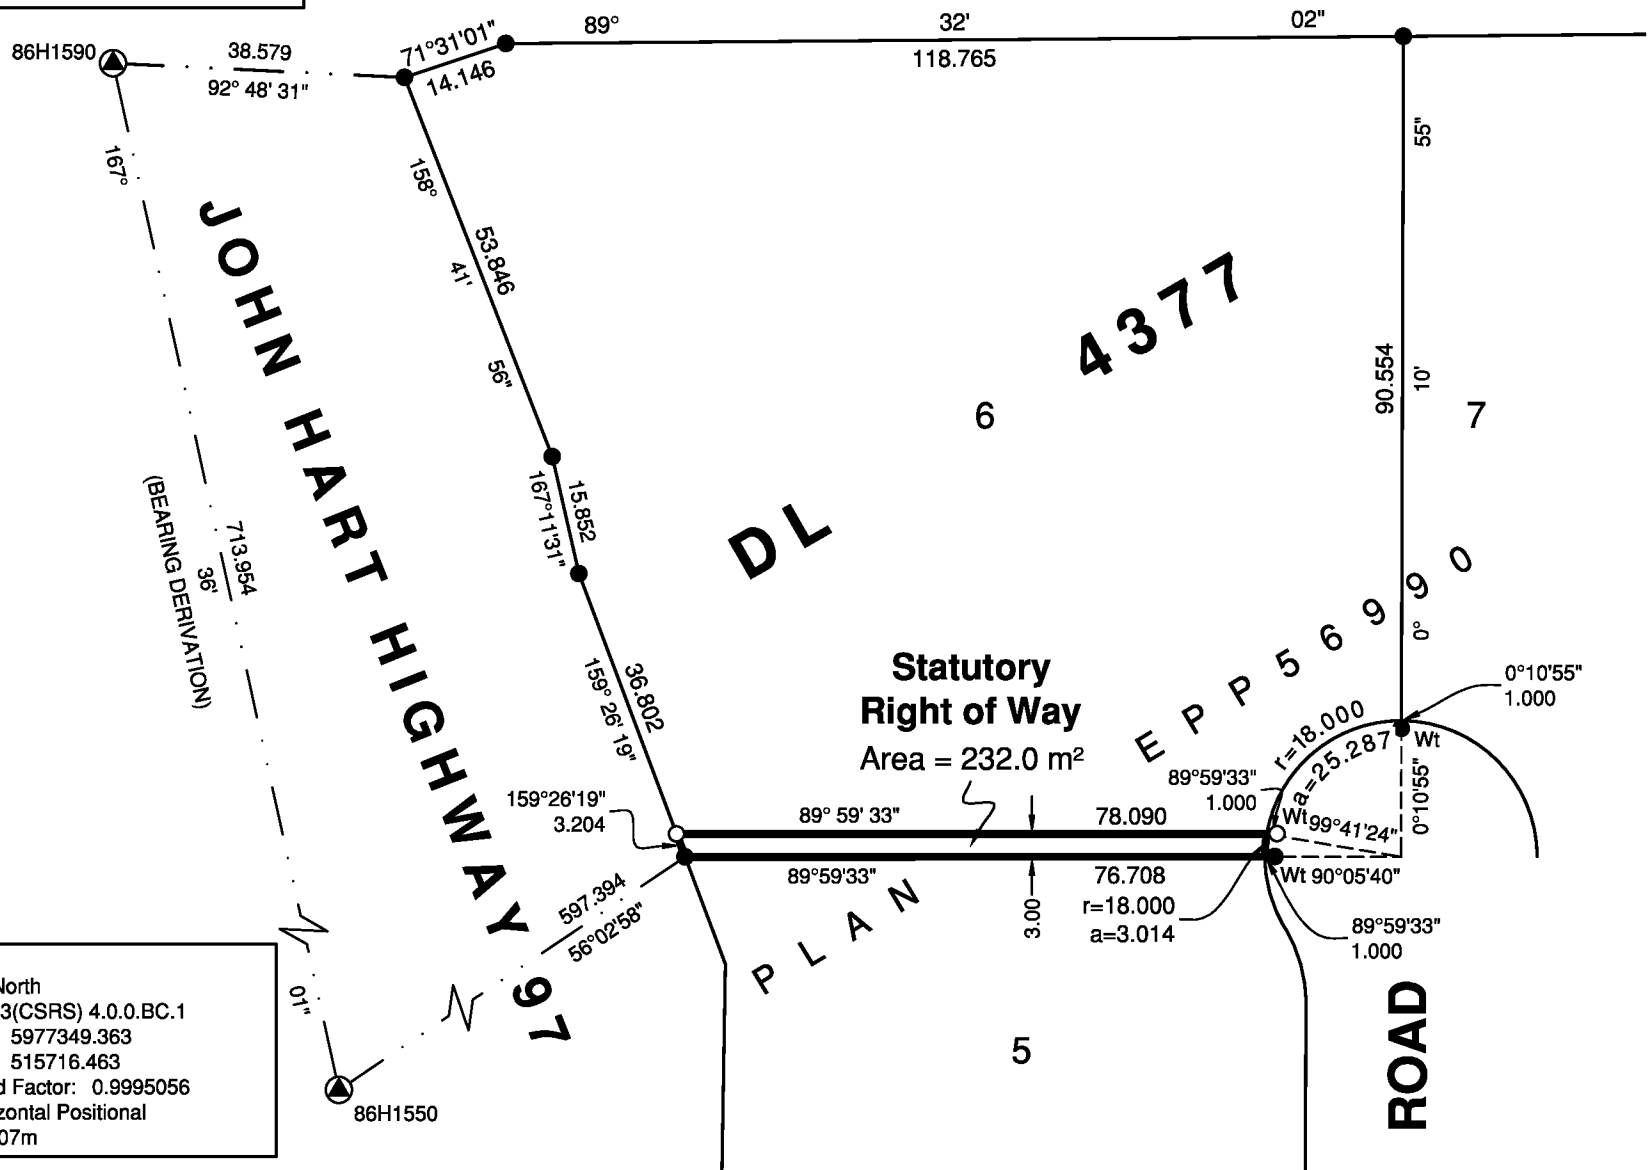 86H1590
38.579
92° 48' 31"
71°31'01"
14.146
89° 32' 02"
118.765
167° 36' 01"
713.954
(BEARING DERIVATION)
JOHN HART HIGHWAY 97
158° 41' 56"
53.846
15.852
167°11'31"
36.802
159° 26' 19"
DL 4377
6
7
90.554
0° 10' 55"
Statutory
Right of Way
Area = 232.0 m²
PLAN EPP56990
0°10'55"
1.000
Wt
r=18.000
a=25.287
0°10'55"
89°59'33"
1.000
Wt
99°41'24"
159°26'19"
3.204
89° 59' 33"
78.090
89°59'33"
76.708
3.00
r=18.000
a=3.014
Wt 90°05'40"
89°59'33"
1.000
597.394
56°02'58"
5
ROAD
North
3(CSRS) 4.0.0.BC.1
5977349.363
515716.463
d Factor: 0.9995056
zontal Positional
07m
86H1550